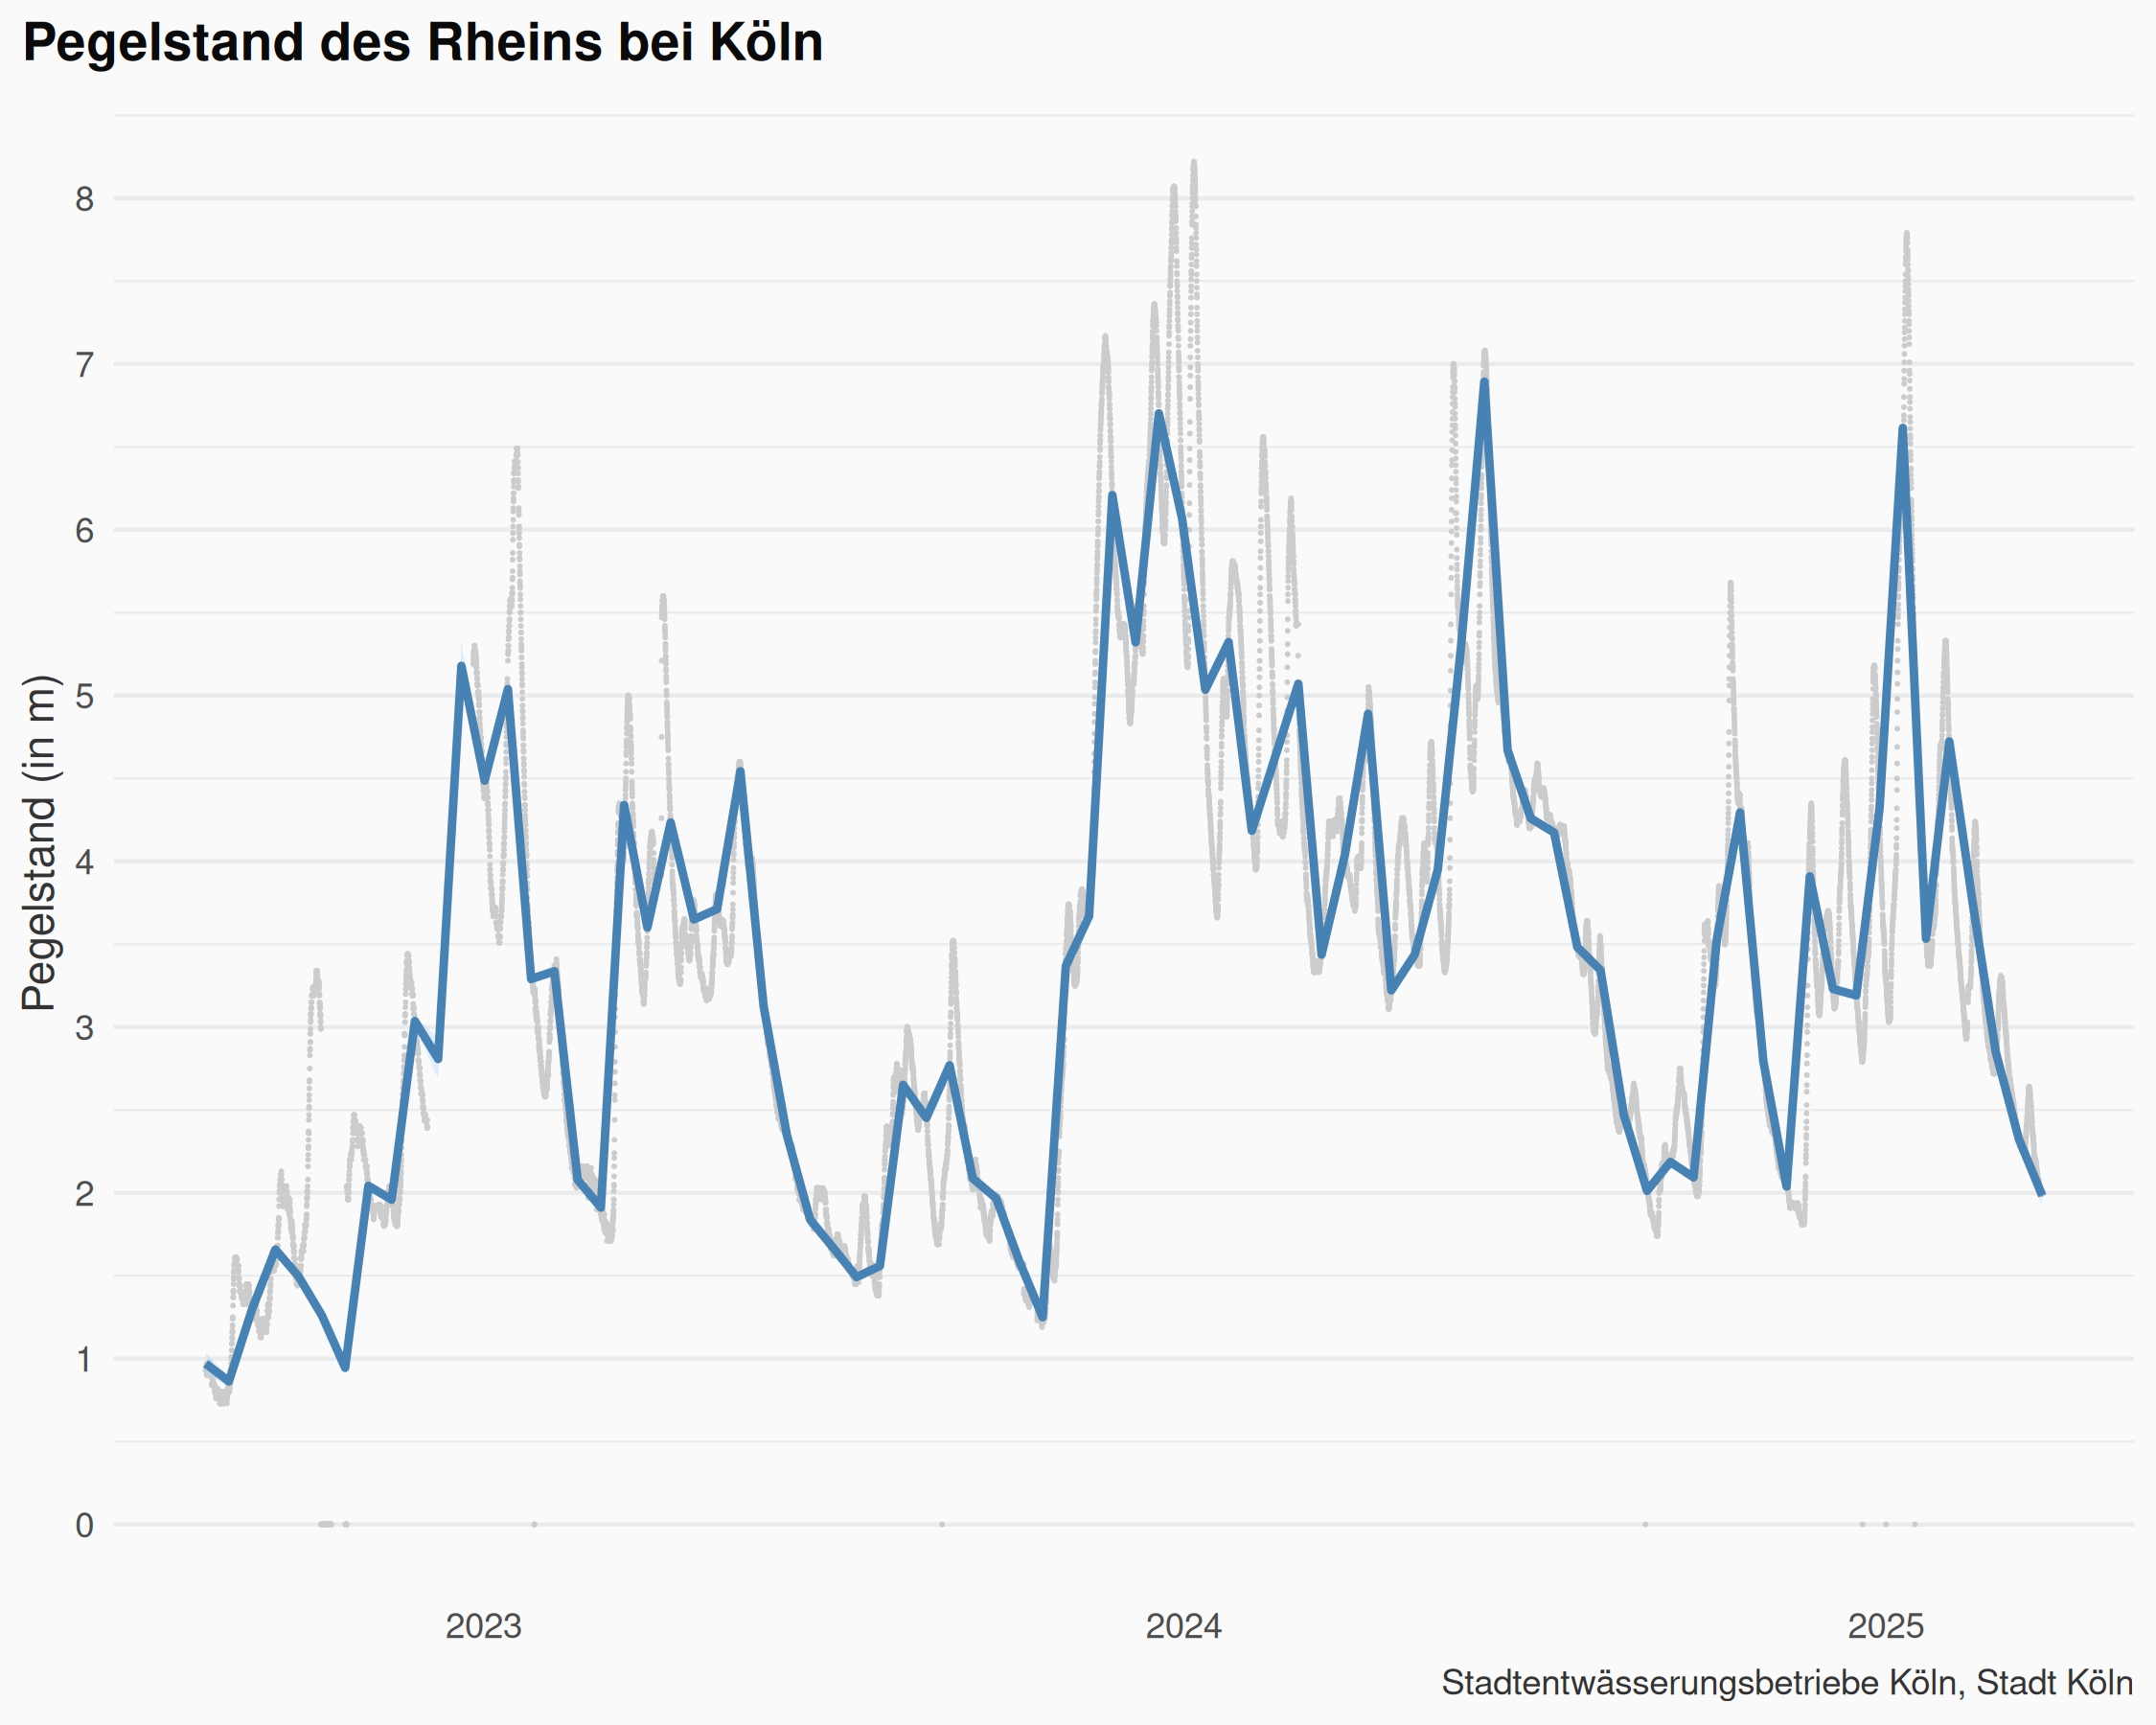 Pegelstand des Rheins bei Köln
Pegelstand (in m)
8
7
6
5
4
3
2
1
0
2023 2024 2025
Stadtentwässerungsbetriebe Köln, Stadt Köln